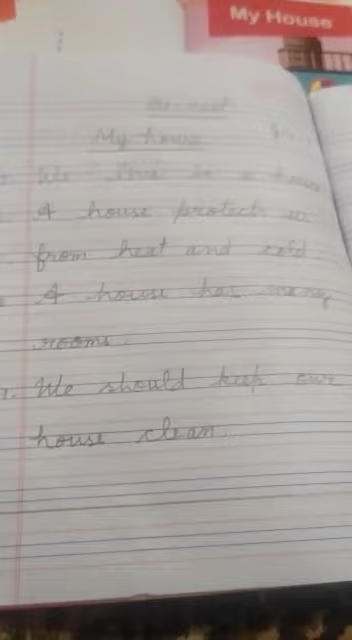 My House
My house
We live in a house
A house protects us
from heat and cold
A house has many
rooms.
We should keep our
house clean.